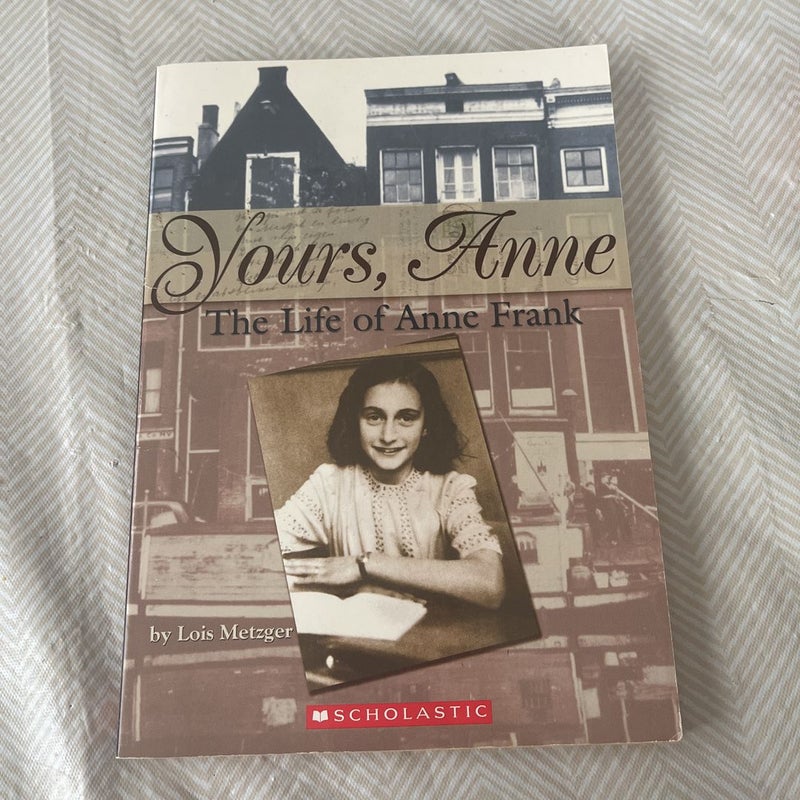 Yours, Anne
The Life of Anne Frank
by Lois Metzger
SCHOLASTIC